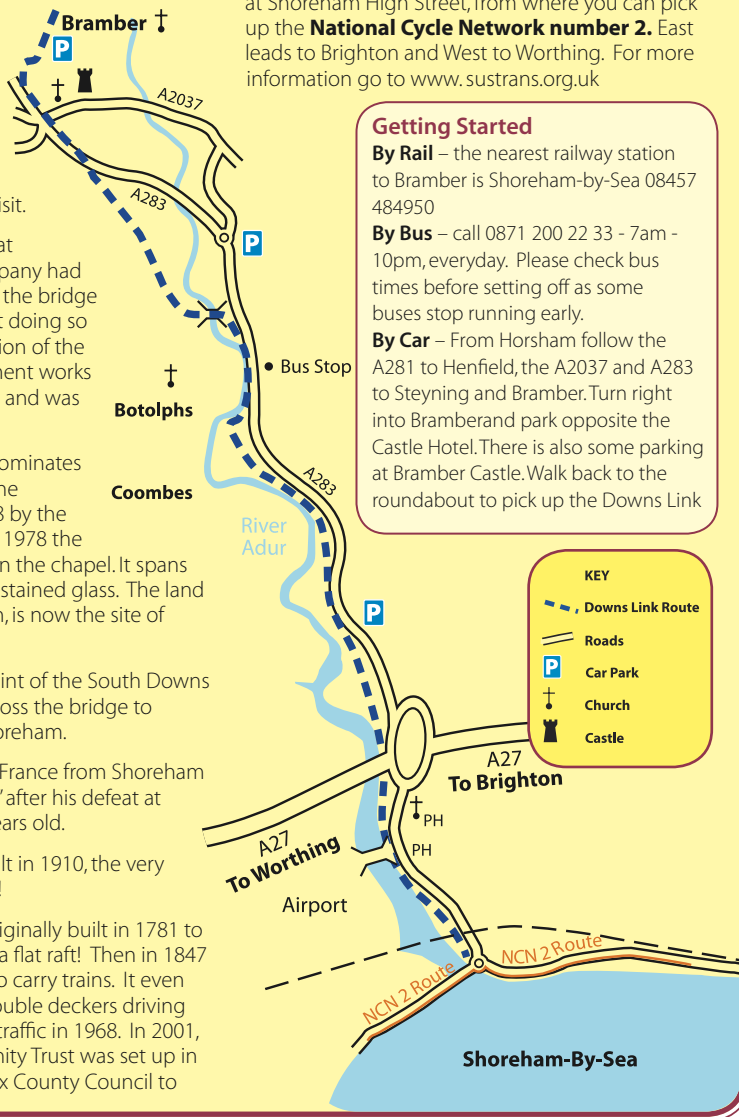 at Shoreham High Street, from where you can pick
up the National Cycle Network number 2. East
leads to Brighton and West to Worthing. For more
information go to www. sustrans.org.uk
Getting Started
By Rail – the nearest railway station
to Bramber is Shoreham-by-Sea 08457
484950
By Bus – call 0871 200 22 33 - 7am -
10pm, everyday. Please check bus
times before setting off as some
buses stop running early.
By Car – From Horsham follow the
A281 to Henfield, the A2037 and A283
to Steyning and Bramber. Turn right
into Bramberand park opposite the
Castle Hotel. There is also some parking
at Bramber Castle. Walk back to the
roundabout to pick up the Downs Link
KEY
Downs Link Route
Roads
P Car Park
Church
Castle
Bramber
P
A2037
A283
P
Bus Stop
Botolphs
Coombes
A283
River
Adur
P
A27
To Brighton
PH
A27
To Worthing
PH
Airport
NCN 2 Route
NCN 2 Route
Shoreham-By-Sea
isit.
at
pany had
the bridge
t doing so
ion of the
ment works
and was
ominates
ne
8 by the
1978 the
n the chapel. It spans
stained glass. The land
n, is now the site of
int of the South Downs
oss the bridge to
oreham.
France from Shoreham
' after his defeat at
ears old.
lt in 1910, the very
!
iginally built in 1781 to
a flat raft! Then in 1847
o carry trains. It even
ouble deckers driving
traffic in 1968. In 2001,
nity Trust was set up in
x County Council to